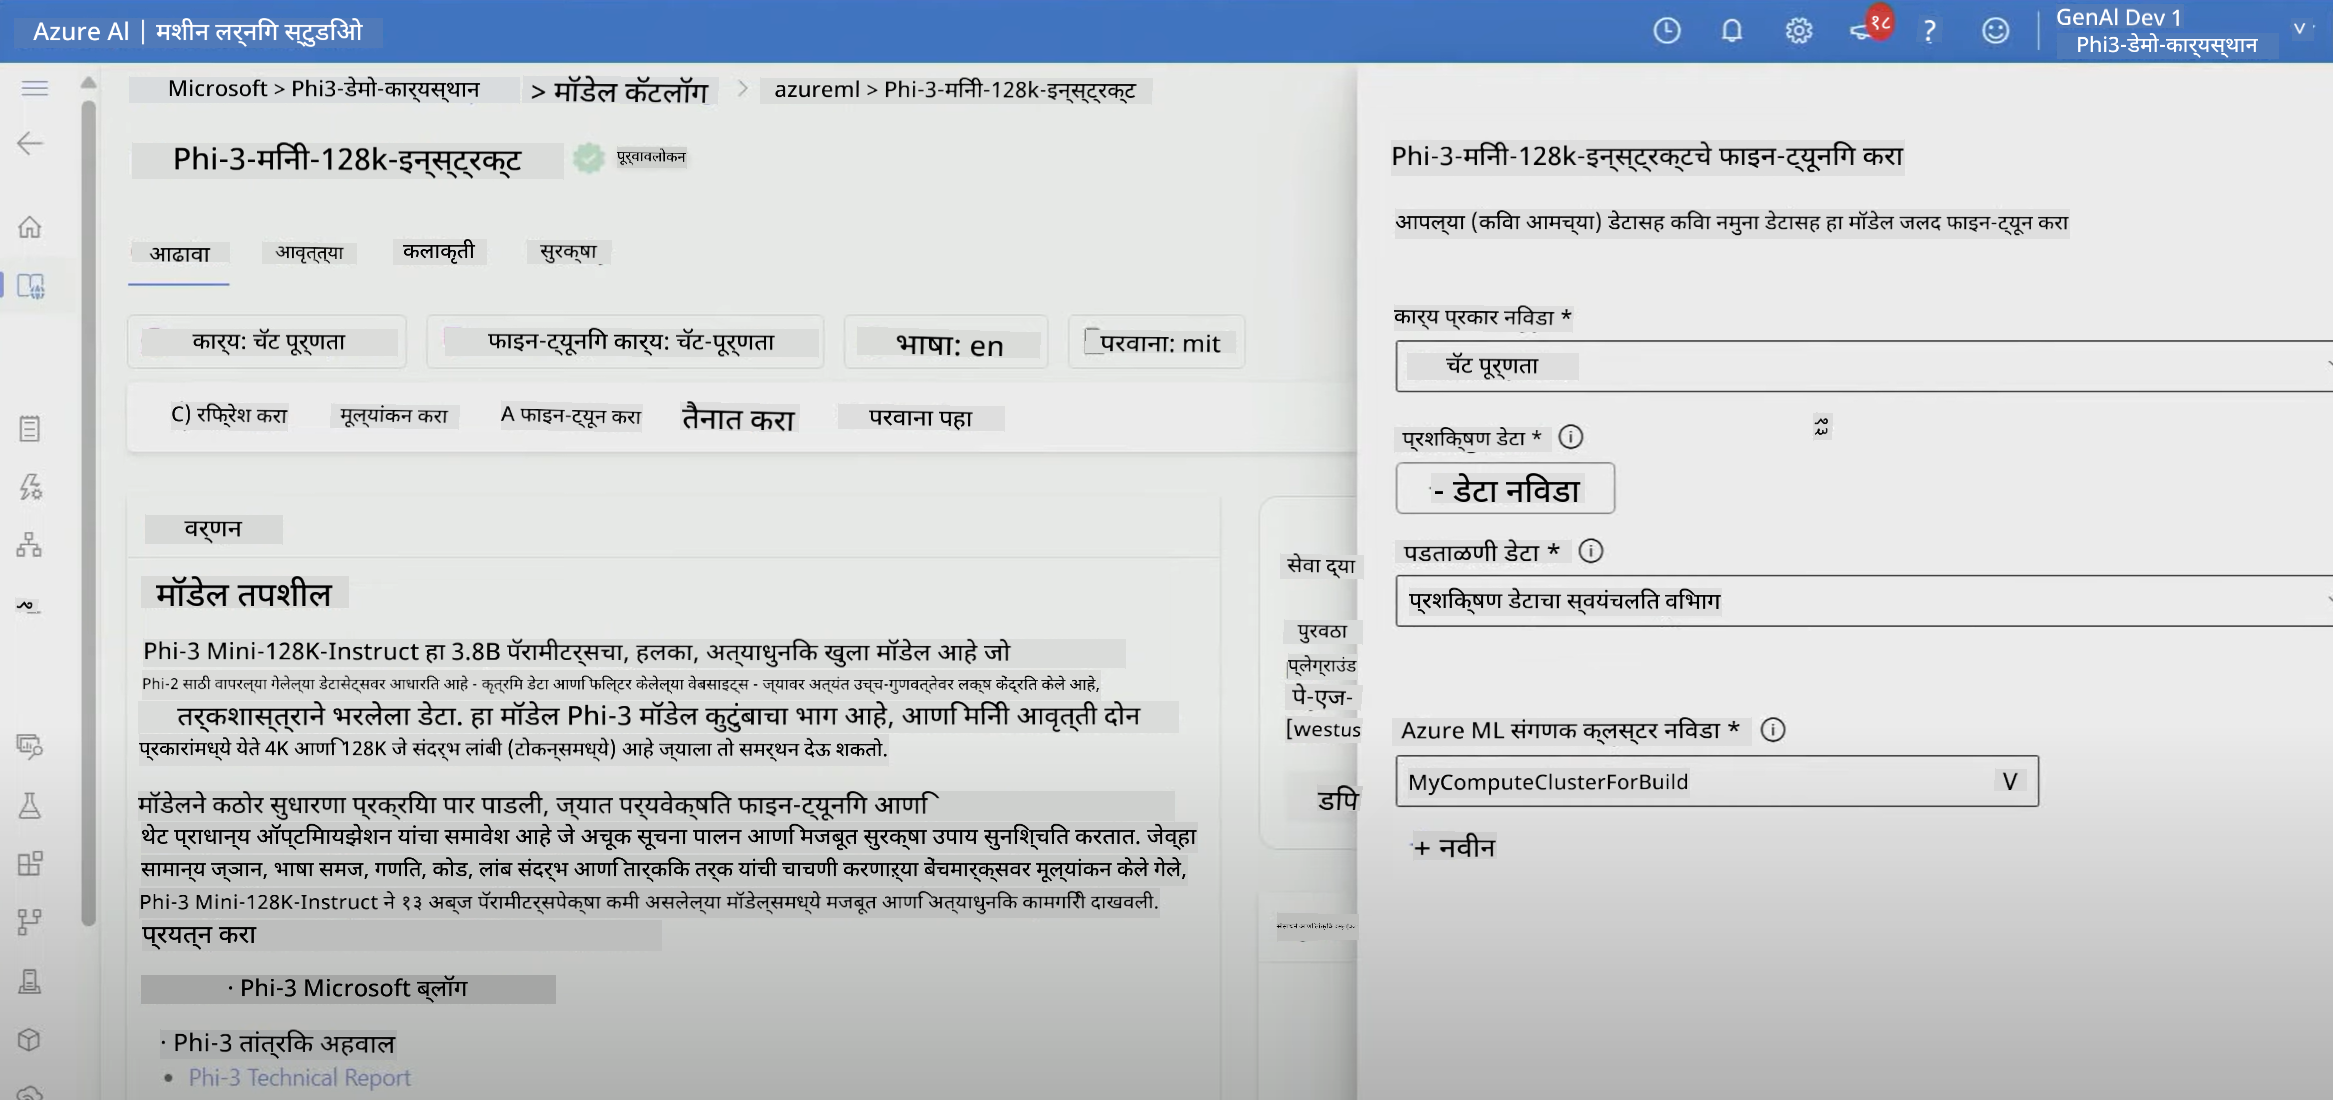 Azure AI | मशीन लर्निंग स्टुडिओ
१८
?
GenAI Dev 1
Phi3-डेमो-कार्यस्थान
Microsoft > Phi3-डेमो-कार्यस्थान > मॉडेल कॅटलॉग > azureml > Phi-3-मिनी-128k-इन्स्ट्रक्ट
Phi-3-मिनी-128k-इन्स्ट्रक्ट
पूर्वावलोकन
आढावा आवृत्त्या कलाकृती सुरक्षा
कार्य: चॅट पूर्णता
फाइन-ट्यूनिंग कार्य: चॅट-पूर्णता
भाषा: en
परवाना: mit
C) रिफ्रेश करा मूल्यांकन करा A फाइन-ट्यून करा तैनात करा परवाना पहा
वर्णन
मॉडेल तपशील
Phi-3 Mini-128K-Instruct हा 3.8B पॅरामीटर्सचा, हलका, अत्याधुनिक खुला मॉडेल आहे जो
Phi-2 साठी वापरल्या गेलेल्या डेटासेट्सवर आधारित आहे - कृत्रिम डेटा आणि फिल्टर केलेल्या वेबसाइट्स - ज्यावर अत्यंत उच्च-गुणवत्तेवर लक्ष केंद्रित केले आहे,
तर्कशास्त्राने भरलेला डेटा. हा मॉडेल Phi-3 मॉडेल कुटुंबाचा भाग आहे, आणि मिनी आवृत्ती दोन
प्रकारांमध्ये येते 4K आणि 128K जे संदर्भ लांबी (टोकन्समध्ये) आहे ज्याला तो समर्थन देऊ शकतो.
मॉडेलने कठोर सुधारणा प्रक्रिया पार पाडली, ज्यात पर्यवेक्षित फाइन-ट्यूनिंग आणि
थेट प्राधान्य ऑप्टिमायझेशन यांचा समावेश आहे जे अचूक सूचना पालन आणि मजबूत सुरक्षा उपाय सुनिश्चित करतात. जेव्हा
सामान्य ज्ञान, भाषा समज, गणित, कोड, लांब संदर्भ आणि तार्किक तर्क यांची चाचणी करणाऱ्या बेंचमार्क्सवर मूल्यांकन केले गेले,
Phi-3 Mini-128K-Instruct ने १३ अब्ज पॅरामीटर्सपेक्षा कमी असलेल्या मॉडेल्समध्ये मजबूत आणि अत्याधुनिक कामगिरी दाखवली.
प्रयत्न करा
· Phi-3 Microsoft ब्लॉग
· Phi-3 तांत्रिक अहवाल
• Phi-3 Technical Report
सेवा द्या
पुरवठा
प्लेग्राउंड
पे-एज-
[westus
डिप
Phi-3-मिनी-128k-इन्स्ट्रक्टचे फाइन-ट्यूनिंग करा
आपल्या (किंवा आमच्या) डेटासह किंवा नमुना डेटासह हा मॉडेल जलद फाइन-ट्यून करा
कार्य प्रकार निवडा *
चॅट पूर्णता
प्रशिक्षण डेटा *
- डेटा निवडा
पडताळणी डेटा *
प्रशिक्षण डेटाचा स्वयंचलित विभाग
Azure ML संगणक क्लस्टर निवडा *
MyComputeClusterForBuild V
+ नवीन